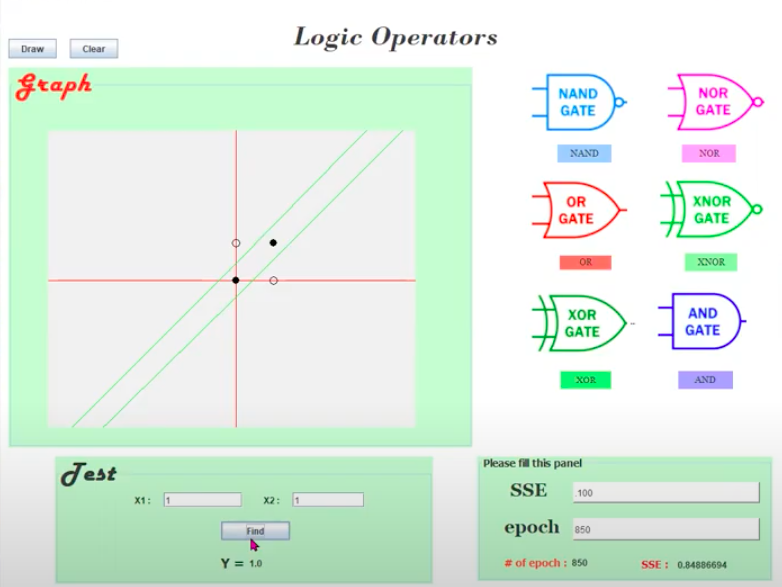 Logic Operators
Draw
Clear
Graph
NAND
GATE
NOR
GATE
NAND
NOR
OR
GATE
XNOR
GATE
OR
XNOR
XOR
GATE
AND
GATE
XOR
AND
Test
X1: 1 X2: 1
Find
Y = 1.0
Please fill this panel
SSE .100
epoch 850
# of epoch : 850 SSE : 0.84886694